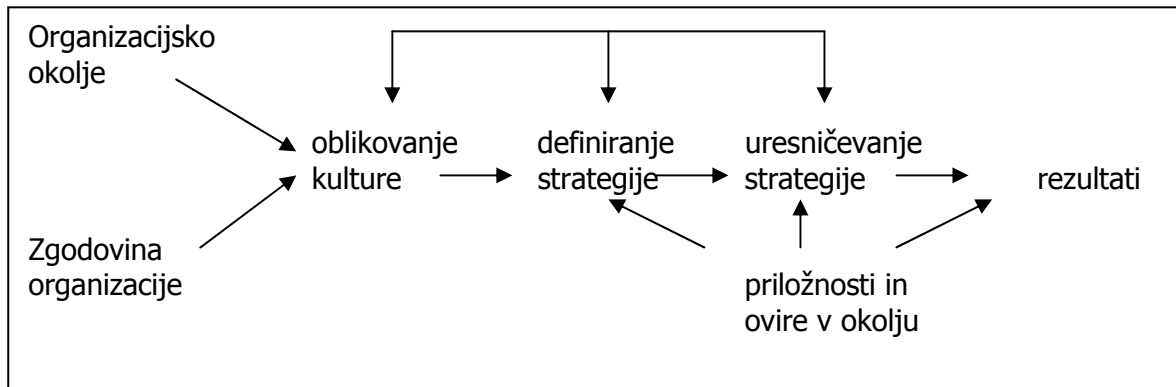 Organizacijsko
okolje
oblikovanje
kulture
definiranje
strategije
uresničevanje
strategije
rezultati
Zgodovina
organizacije
priložnosti in
ovire v okolju